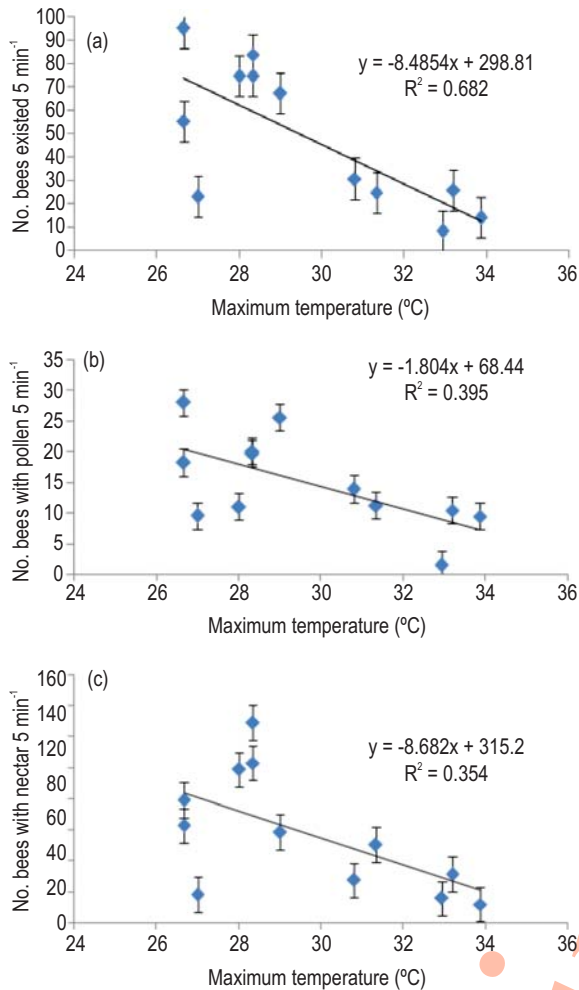 (a)
y = -8.4854x + 298.81
R² = 0.682
No. bees existed 5 min⁻¹
100
90
80
70
60
50
40
30
20
10
0
24 26 28 30 32 34 36
Maximum temperature (ºC)
(b)
y = -1.804x + 68.44
R² = 0.395
No. bees with pollen 5 min⁻¹
35
30
25
20
15
10
5
0
24 26 28 30 32 34 36
Maximum temperature (ºC)
(c)
y = -8.682x + 315.2
R² = 0.354
No. bees with nectar 5 min⁻¹
160
140
120
80
60
40
20
0
24 26 28 30 32 34 36
Maximum temperature (ºC)